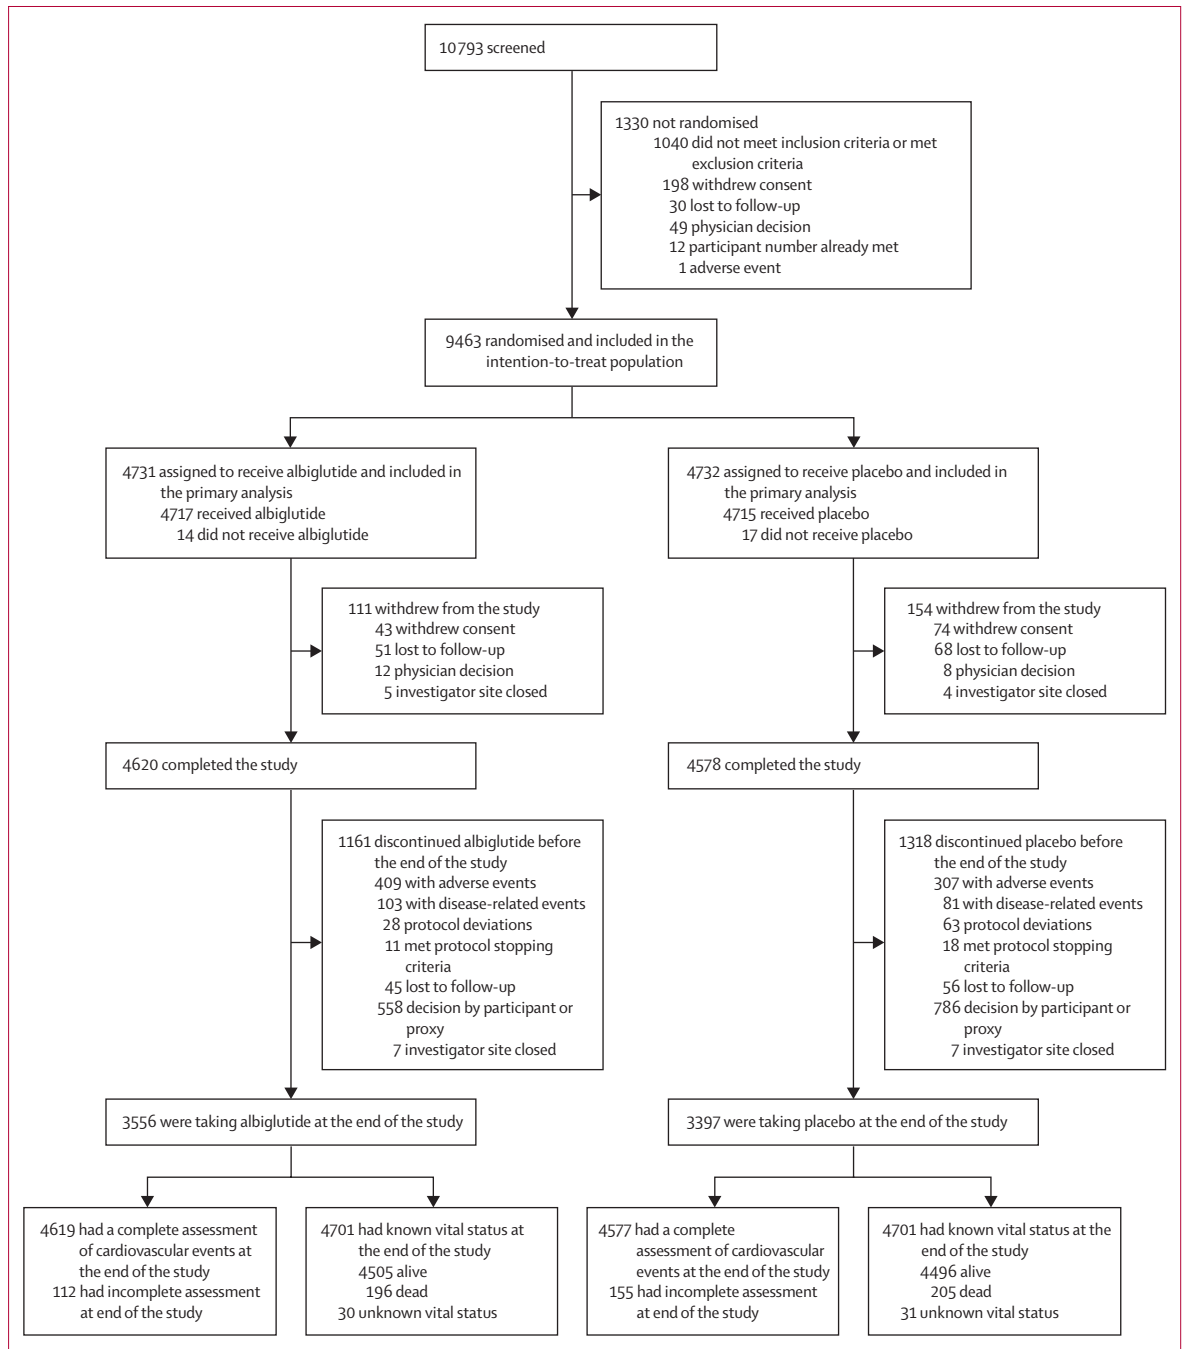 10 793 screened
1330 not randomised
1040 did not meet inclusion criteria or met
exclusion criteria
198 withdrew consent
30 lost to follow-up
49 physician decision
12 participant number already met
1 adverse event
9463 randomised and included in the
intention-to-treat population
4731 assigned to receive albiglutide and included in
the primary analysis
4717 received albiglutide
14 did not receive albiglutide
4732 assigned to receive placebo and included in
the primary analysis
4715 received placebo
17 did not receive placebo
111 withdrew from the study
43 withdrew consent
51 lost to follow-up
12 physician decision
5 investigator site closed
154 withdrew from the study
74 withdrew consent
68 lost to follow-up
8 physician decision
4 investigator site closed
4620 completed the study
4578 completed the study
1161 discontinued albiglutide before
the end of the study
409 with adverse events
103 with disease-related events
28 protocol deviations
11 met protocol stopping
criteria
45 lost to follow-up
558 decision by participant or
proxy
7 investigator site closed
1318 discontinued placebo before
the end of the study
307 with adverse events
81 with disease-related events
63 protocol deviations
18 met protocol stopping
criteria
56 lost to follow-up
786 decision by participant or
proxy
7 investigator site closed
3556 were taking albiglutide at the end of the study
3397 were taking placebo at the end of the study
4619 had a complete assessment
of cardiovascular events at
the end of the study
112 had incomplete assessment
at end of the study
4701 had known vital status at
the end of the study
4505 alive
196 dead
30 unknown vital status
4577 had a complete
assessment of cardiovascular
events at the end of the study
155 had incomplete assessment
at end of the study
4701 had known vital status at the
end of the study
4496 alive
205 dead
31 unknown vital status